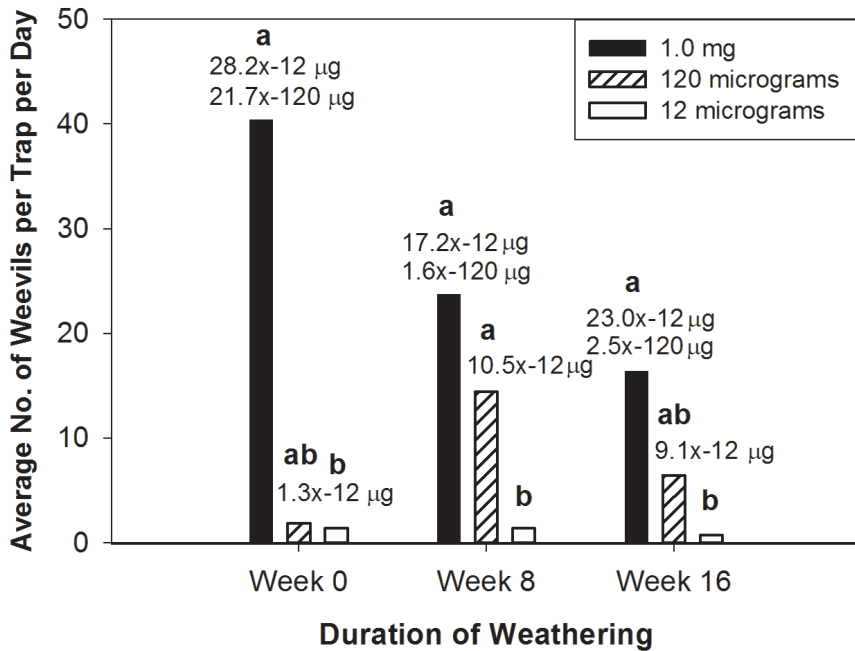 Average No. of Weevils per Trap per Day
50
40
30
20
10
0
1.0 mg
120 micrograms
12 micrograms
a
28.2x-12 µg
21.7x-120 µg
ab
b
1.3x-12 µg
a
17.2x-12 µg
1.6x-120 µg
a
10.5x-12µg
b
a
23.0x-12 µg
2.5x-120 µg
ab
9.1x-12 µg
b
Week 0
Week 8
Week 16
Duration of Weathering